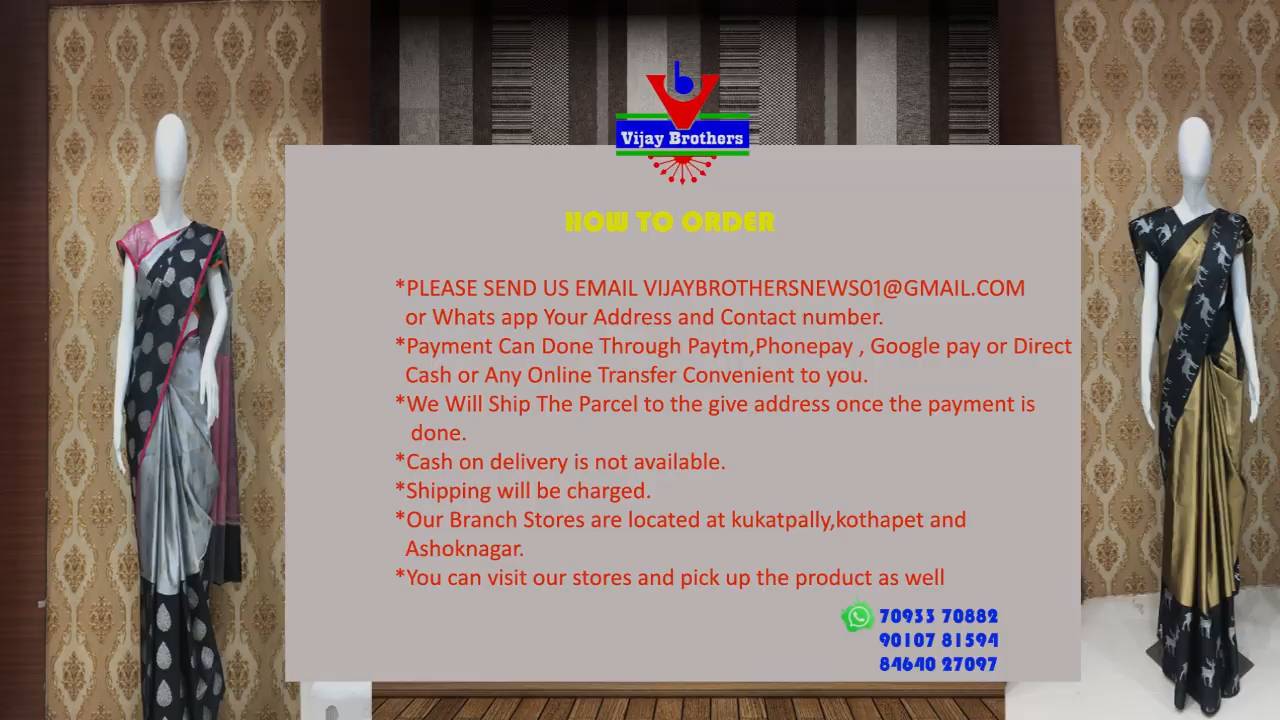 b
Vijay Brothers
HOW TO ORDER
*PLEASE SEND US EMAIL VIJAYBROTHERSNEWS01@GMAIL.COM
or Whats app Your Address and Contact number.
*Payment Can Done Through Paytm,Phonepay , Google pay or Direct
Cash or Any Online Transfer Convenient to you.
*We Will Ship The Parcel to the give address once the payment is
done.
*Cash on delivery is not available.
*Shipping will be charged.
*Our Branch Stores are located at kukatpally,kothapet and
Ashoknagar.
*You can visit our stores and pick up the product as well
70933 70882
90107 81594
84640 27097